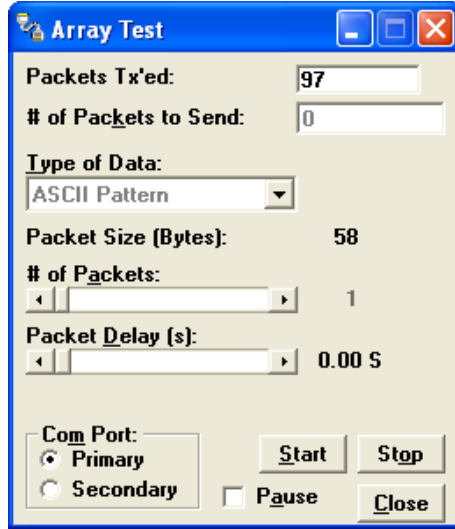 Array Test
Packets Tx'ed: 97
# of Packets to Send: 0
Type of Data:
ASCII Pattern
Packet Size (Bytes): 58
# of Packets:
1
Packet Delay (s):
0.00 S
Com Port:
Primary
Secondary
Start
Stop
Pause
Close